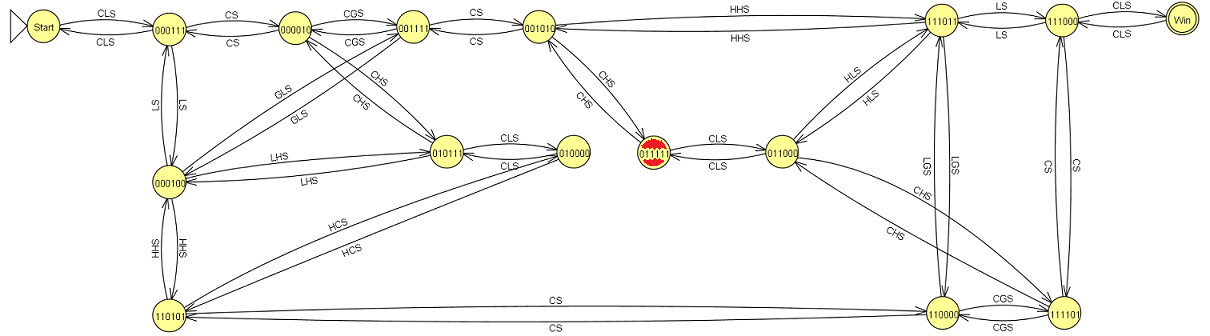 Start
CLS
CLS
000111
CS
CS
000010
CGS
CGS
001111
CS
CS
001010
HHS
HHS
111011
LS
LS
111000
CLS
CLS
Win
LS
LS
GLS
GLS
CHS
CHS
CHS
CHS
HLS
HLS
LHS
LHS
010111
CLS
CLS
010000
011111
CLS
CLS
011000
LGS
LGS
CS
CS
000100
HHS
HHS
HCS
HCS
CHS
CHS
110101
CS
CS
110000
CGS
CGS
111101